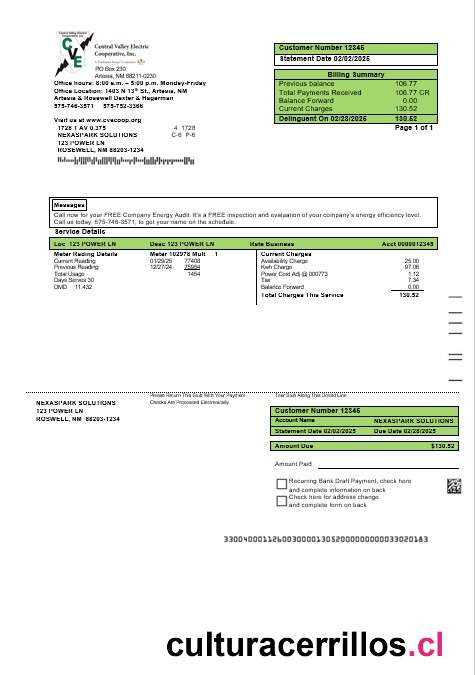 Central Valley Electric
CVE
Central Valley Electric
Cooperative, Inc.
PO Box 230
Artesia, NM 88211-0230
Office hours: 8:00 a.m. – 5:00 p.m. Monday-Friday
Office Location: 1403 N 13th St., Artesia, NM
Artesia & Roswell Dexter & Hagerman
575-746-3571 575-752-3366
Visit us at www.cvecoop.org
1728 1 AV 0.375 4 1728
NEXASPARK SOLUTIONS C-6 P-6
123 POWER LN
ROSEWELL, NM 88203-1234
Customer Number 12345
Statement Date 02/02/2025
Billing Summary
Previous balance 106.77
Total Payments Received 106.77 CR
Balance Forward 0.00
Current Charges 130.52
Delinquent On 02/28/2025 130.52
Page 1 of 1
Messages
Call now for your FREE Company Energy Audit. It's a FREE inspection and evaluation of your company's energy efficiency level.
Call us today. 575-746-3571, to get your name on the schedule.
Service Details
Loc 123 POWER LN Desc 123 POWER LN Rate Business Acct 0000012345
Meter Reading Details Meter 102978 Mult 1
Current Reading 01/29/25 77408
Previous Reading 12/27/24 75954
Total Usage 1454
Days Served 30
DMD 11.432
Current Charges
Availability Charge 25.00
Kwh Charge 97.06
Power Cost Adj @ 000773 1.12
Tax 7.34
Balance Forward 0.00
Total Charges This Service 130.52
Please Return This Stub With Your Payment Tear Stub Along This Dotted Line
Checks Are Processed Electronically
NEXASPARK SOLUTIONS
123 POWER LN
ROSWELL, NM 88203-1234
Customer Number 12345
Account Name NEXASPARK SOLUTIONS
Statement Date 02/02/2025 Due Date 02/28/2025
Amount Due $130.52
Amount Paid
Recurring Bank Draft Payment, check here
and complete information on back
Check here for address change
and complete form on back
culturacerrillos.cl